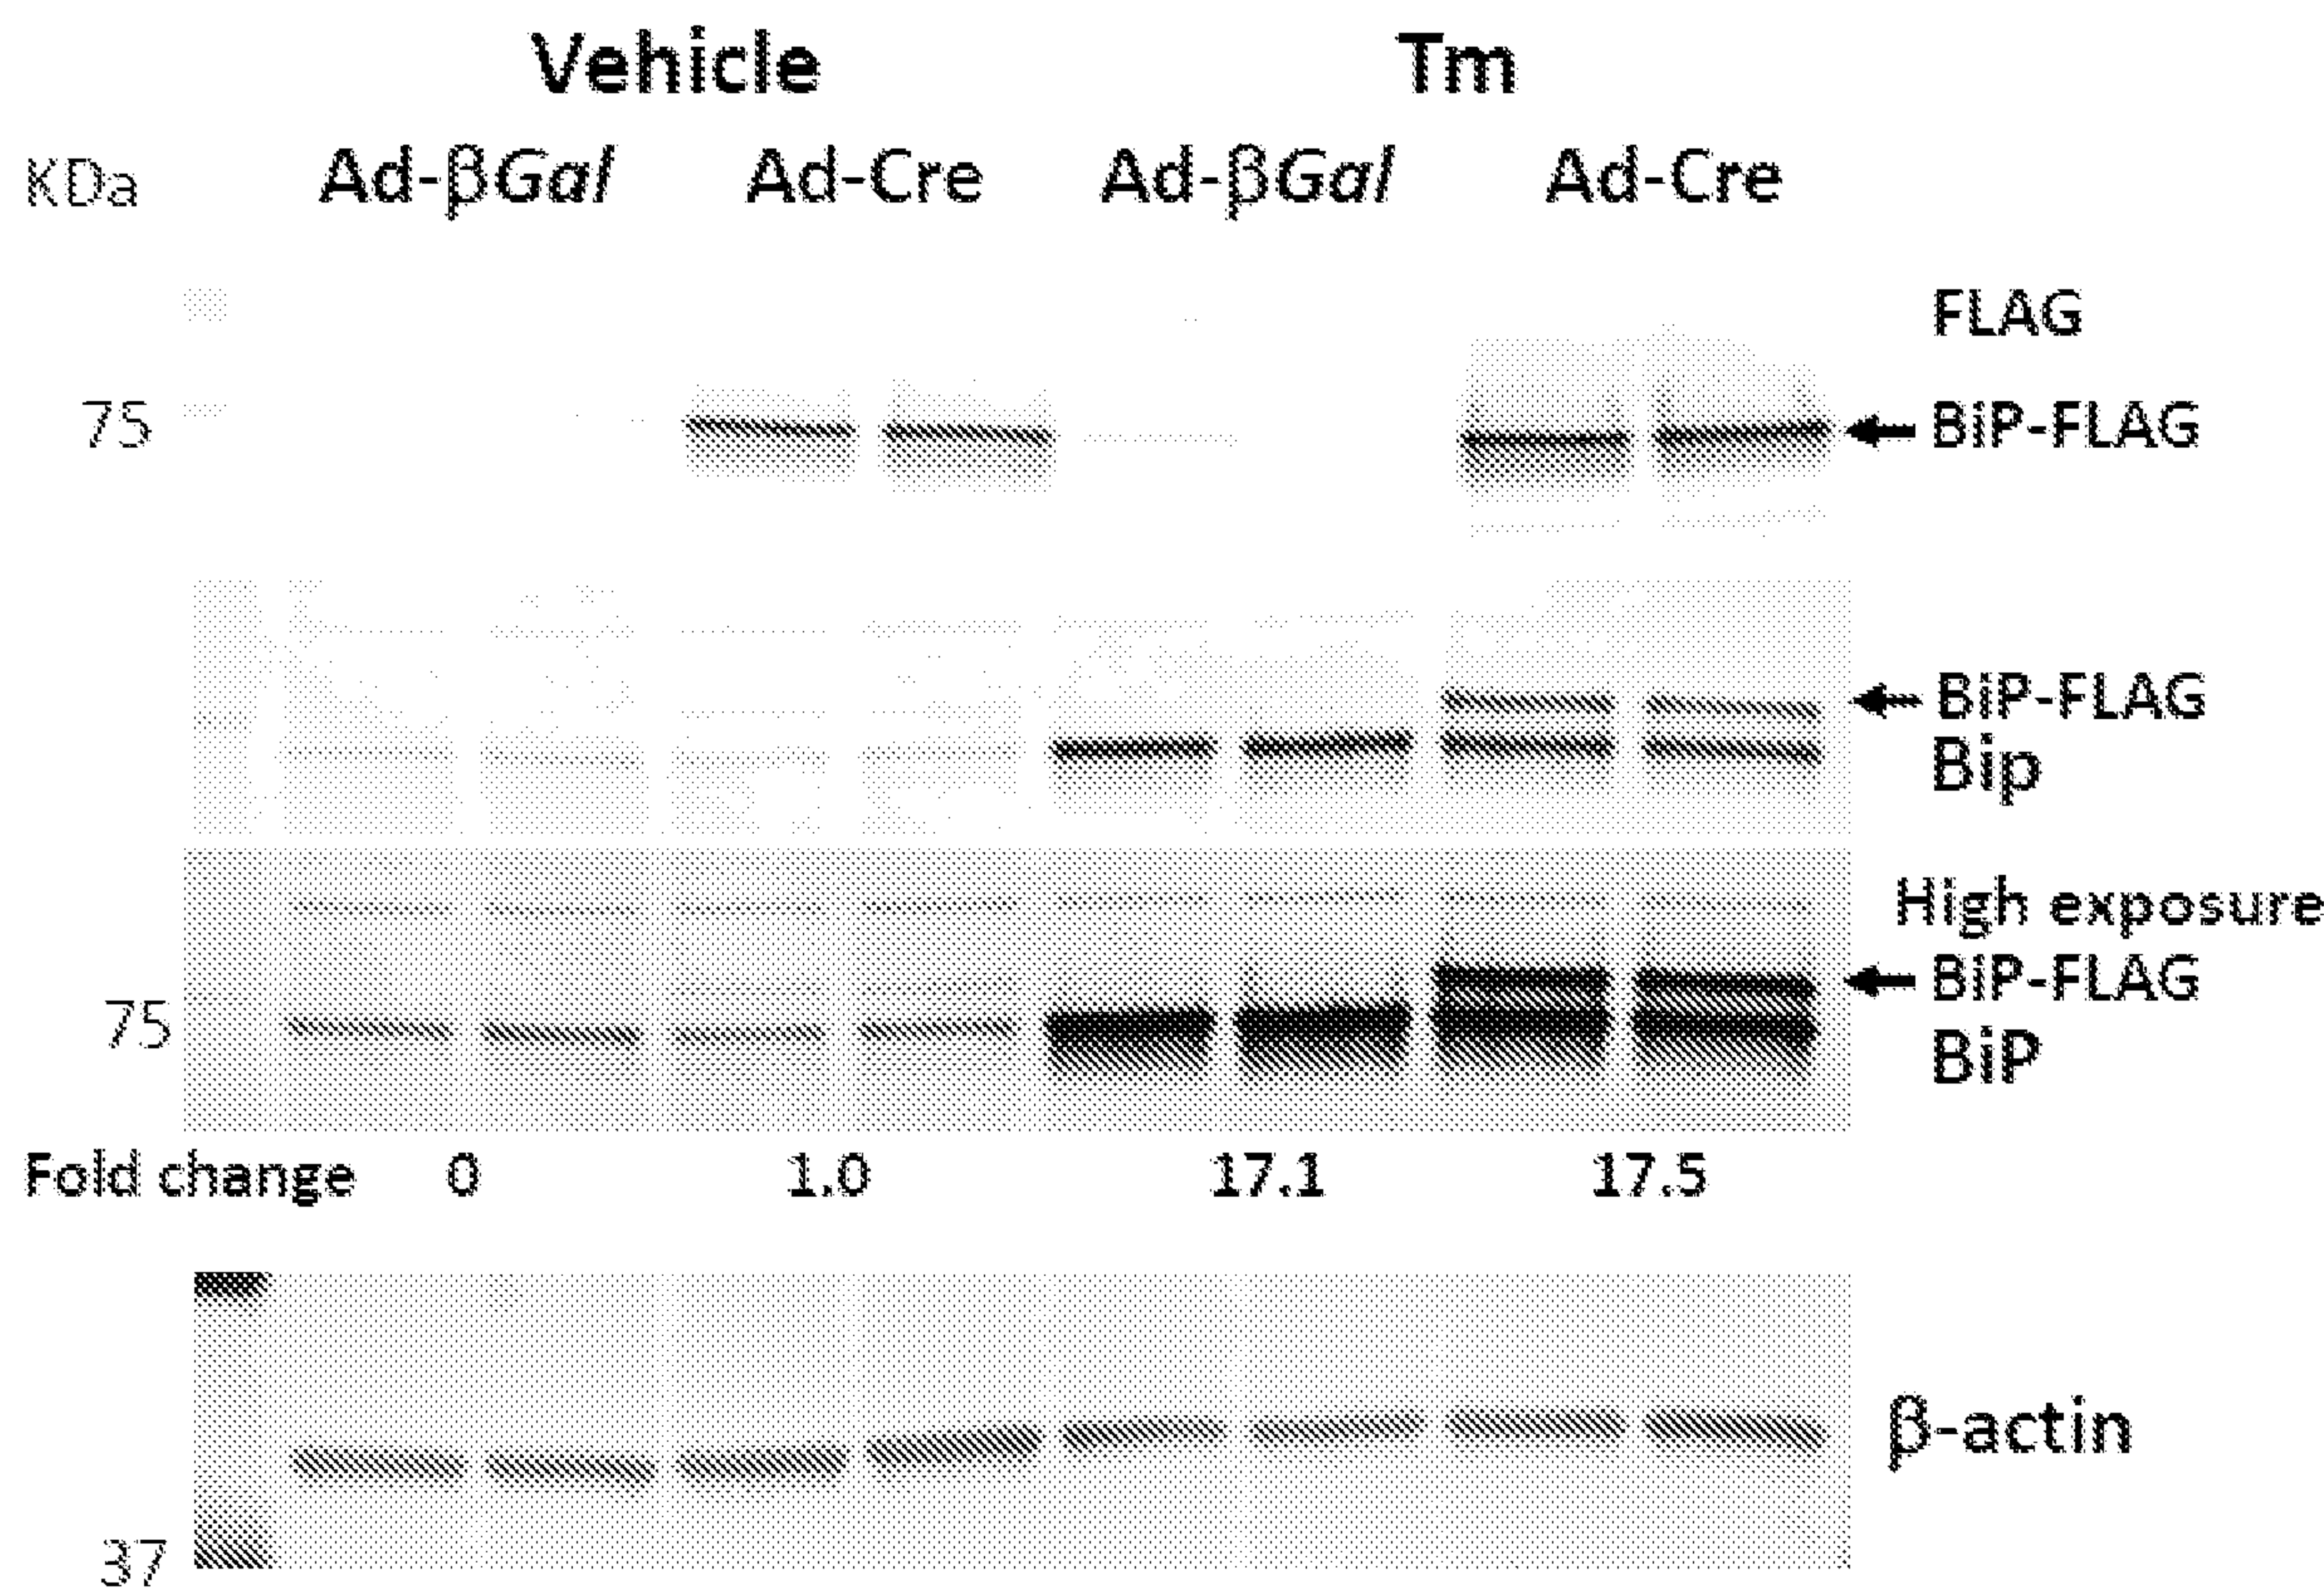 Vehicle Tm
KDa Ad-βGal Ad-Cre Ad-βGal Ad-Cre
FLAG
75 BiP-FLAG
BiP-FLAG
Bip
High exposure
BiP-FLAG
75 BiP
Fold change 0 1.0 17.1 17.5
β-actin
37